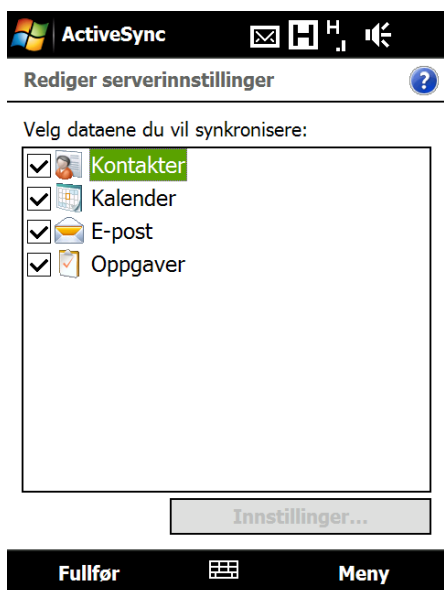 ActiveSync H H
Rediger serverinnstillinger ?
Velg dataene du vil synkronisere:
Kontakter
Kalender
E-post
Oppgaver
Innstillinger...
Fullfør Meny